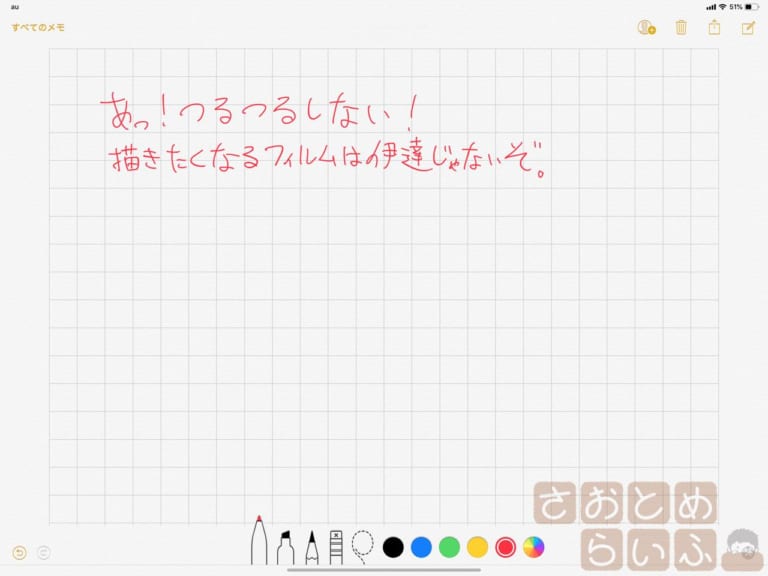 au
51%
すべてのメモ
あっ！つるつるしない！
描きたくなるフィルムは伊達じゃないぞ。
さおとめ
らいふ